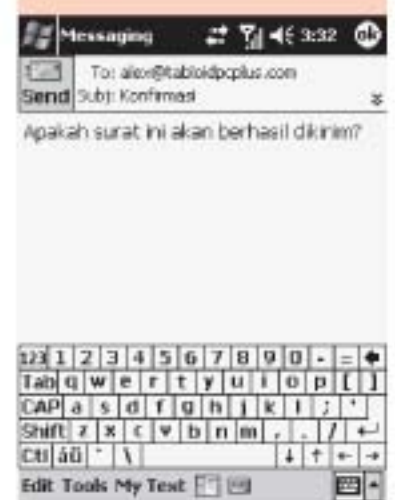 Messaging 3:32 ok
To: alex@tabloidpcplus.com
Send Subj: Konfirmasi
Apakah surat ini akan berhasil dikirim?
123 1 2 3 4 5 6 7 8 9 0 - =
Tab q w e r t y u i o p [ ]
CAP a s d f g h j k l ; '
Shift z x c v b n m , . /
Ctl áü ` \
Edit Tools My Text